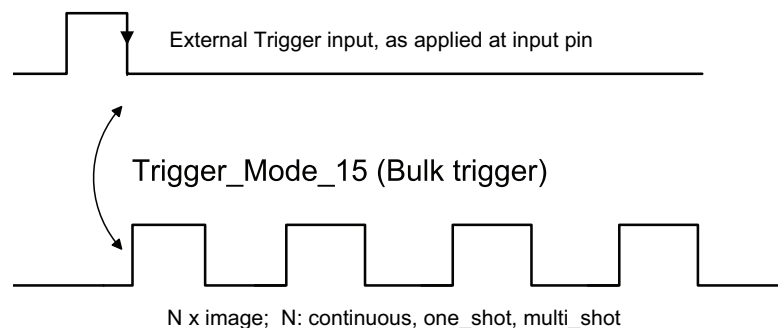 External Trigger input, as applied at input pin
Trigger_Mode_15 (Bulk trigger)
N x image;  N: continuous, one_shot, multi_shot